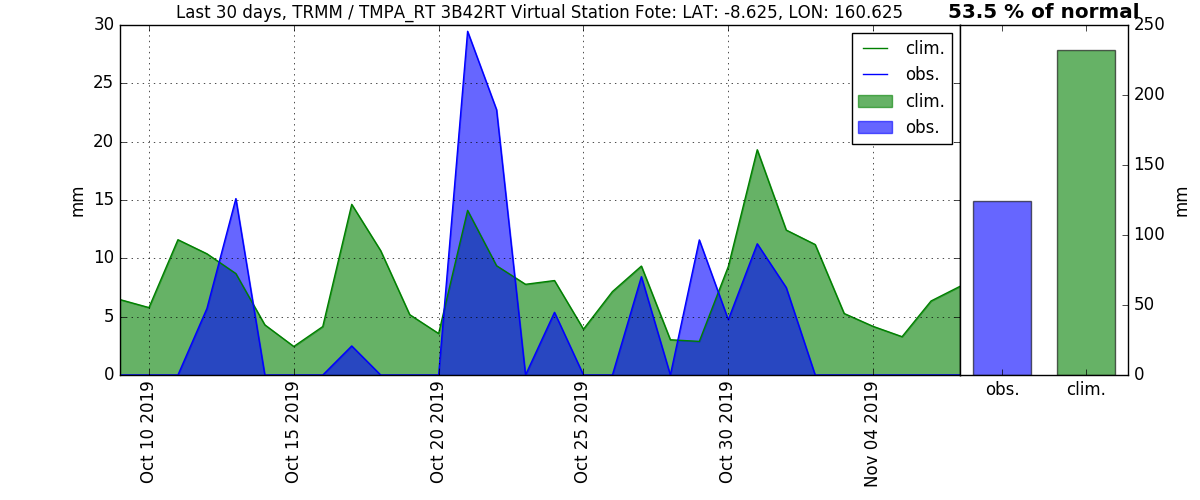 Last 30 days, TRMM / TMPA_RT 3B42RT Virtual Station Fote: LAT: -8.625, LON: 160.625
53.5 % of normal
30
25
20
15
10
5
0
mm
clim.
obs.
clim.
obs.
Oct 10 2019
Oct 15 2019
Oct 20 2019
Oct 25 2019
Oct 30 2019
Nov 04 2019
250
200
150
100
50
0
mm
obs.
clim.